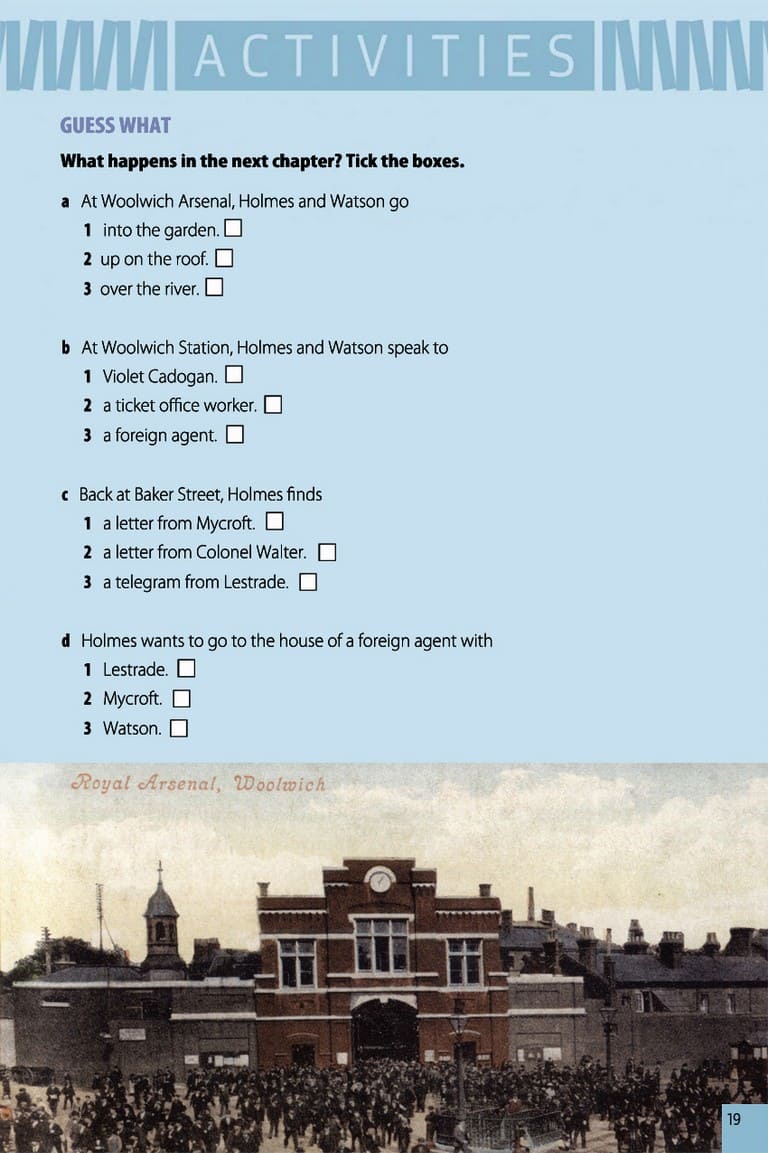 ACTIVITIES
GUESS WHAT
What happens in the next chapter? Tick the boxes.
a At Woolwich Arsenal, Holmes and Watson go
1 into the garden.
2 up on the roof.
3 over the river.
b At Woolwich Station, Holmes and Watson speak to
1 Violet Cadogan.
2 a ticket office worker.
3 a foreign agent.
c Back at Baker Street, Holmes finds
1 a letter from Mycroft.
2 a letter from Colonel Walter.
3 a telegram from Lestrade.
d Holmes wants to go to the house of a foreign agent with
1 Lestrade.
2 Mycroft.
3 Watson.
Royal Arsenal, Woolwich
19